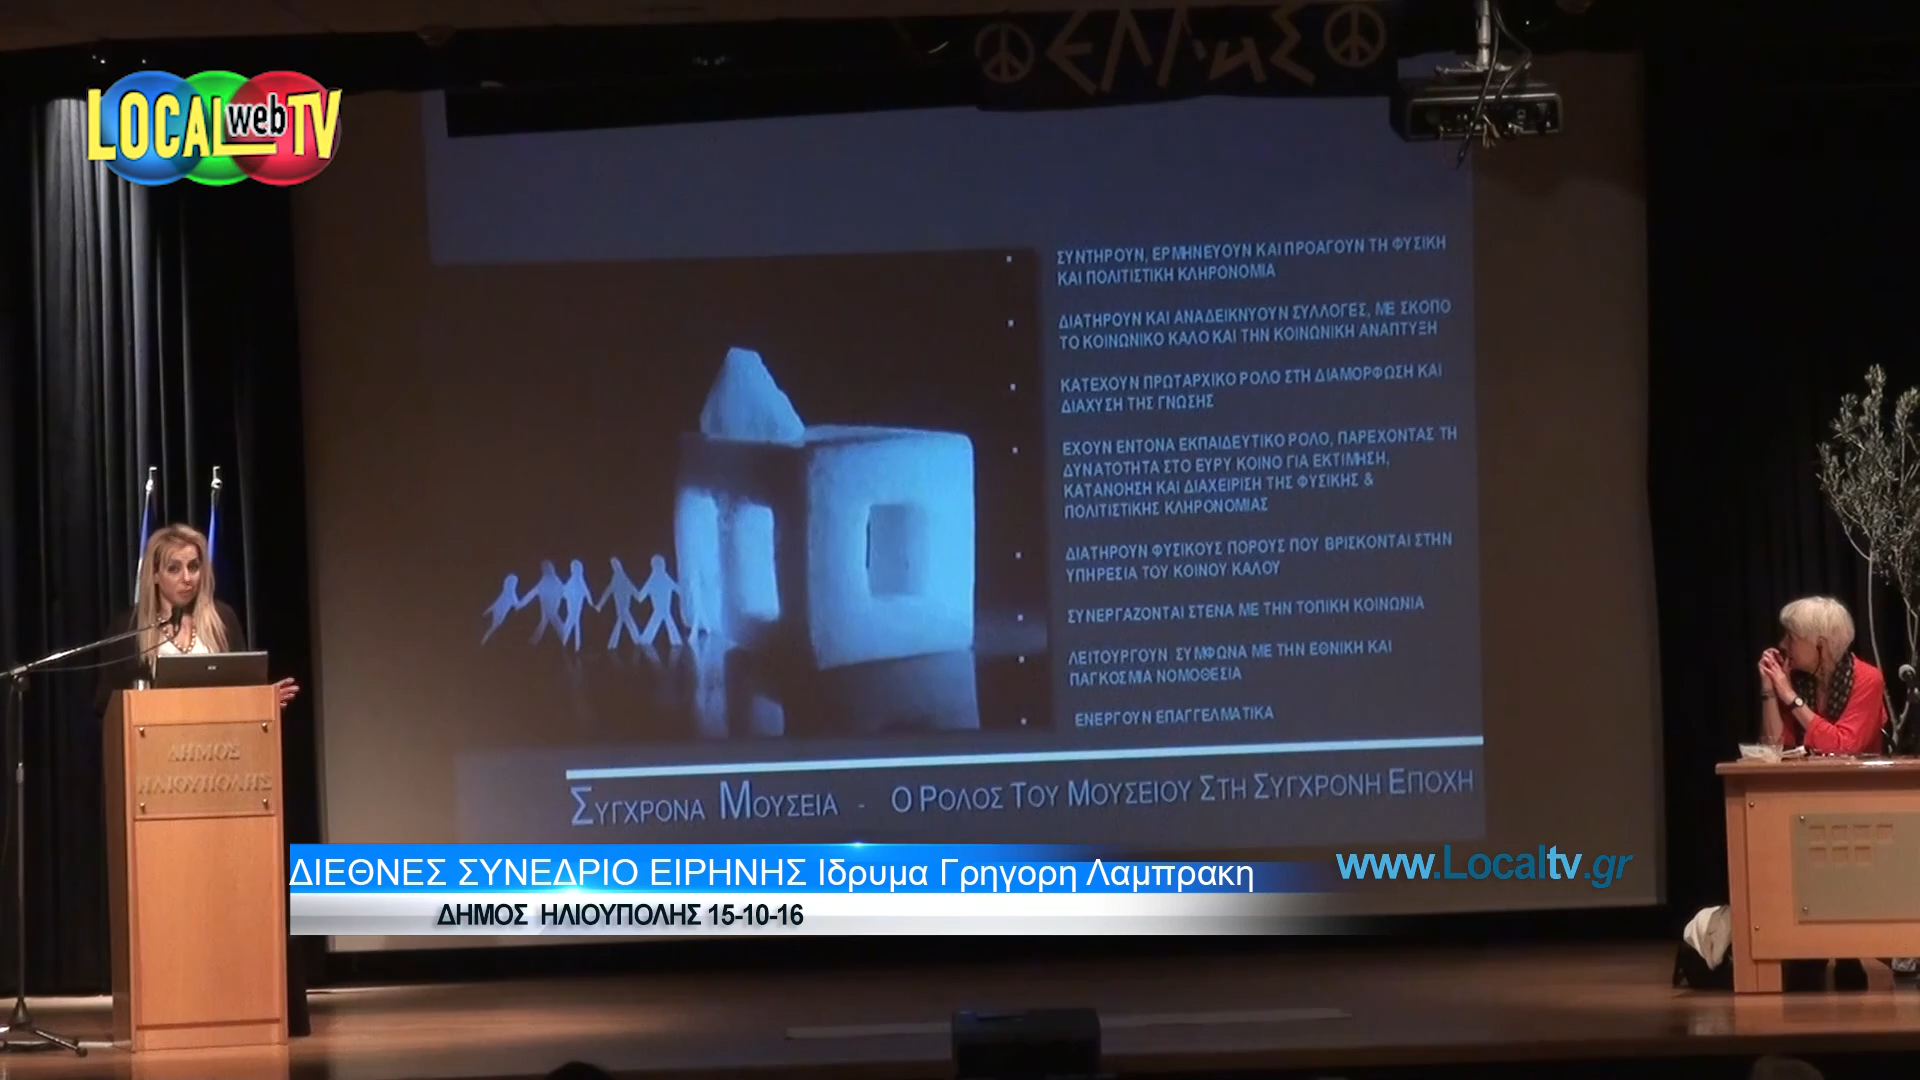 ΕΛΛΗΣ
LOCAL web TV
ΣΥΝΤΗΡΟΥΝ, ΕΡΜΗΝΕΥΟΥΝ ΚΑΙ ΠΡΟΑΓΟΥΝ ΤΗ ΦΥΣΙΚΗ
ΚΑΙ ΠΟΛΙΤΙΣΤΙΚΗ ΚΛΗΡΟΝΟΜΙΑ
ΔΙΑΤΗΡΟΥΝ ΚΑΙ ΑΝΑΔΕΙΚΝΥΟΥΝ ΣΥΛΛΟΓΕΣ, ΜΕ ΣΚΟΠΟ
ΤΟ ΚΟΙΝΩΝΙΚΟ ΚΑΛΟ ΚΑΙ ΤΗΝ ΚΟΙΝΩΝΙΚΗ ΑΝΑΠΤΥΞΗ
ΚΑΤΕΧΟΥΝ ΠΡΩΤΑΡΧΙΚΟ ΡΟΛΟ ΣΤΗ ΔΙΑΜΟΡΦΩΣΗ ΚΑΙ
ΔΙΑΧΥΣΗ ΤΗΣ ΓΝΩΣΗΣ
ΕΧΟΥΝ ΕΝΤΟΝΑ ΕΚΠΑΙΔΕΥΤΙΚΟ ΡΟΛΟ, ΠΑΡΕΧΟΝΤΑΣ ΤΗ
ΔΥΝΑΤΟΤΗΤΑ ΣΤΟ ΕΥΡΥ ΚΟΙΝΟ ΓΙΑ ΕΚΤΙΜΗΣΗ,
ΚΑΤΑΝΟΗΣΗ ΚΑΙ ΔΙΑΧΕΙΡΙΣΗ ΤΗΣ ΦΥΣΙΚΗΣ &
ΠΟΛΙΤΙΣΤΙΚΗΣ ΚΛΗΡΟΝΟΜΙΑΣ
ΔΙΑΤΗΡΟΥΝ ΦΥΣΙΚΟΥΣ ΠΟΡΟΥΣ ΠΟΥ ΒΡΙΣΚΟΝΤΑΙ ΣΤΗΝ
ΥΠΗΡΕΣΙΑ ΤΟΥ ΚΟΙΝΟΥ ΚΑΛΟΥ
ΣΥΝΕΡΓΑΖΟΝΤΑΙ ΣΤΕΝΑ ΜΕ ΤΗΝ ΤΟΠΙΚΗ ΚΟΙΝΩΝΙΑ
ΛΕΙΤΟΥΡΓΟΥΝ ΣΥΜΦΩΝΑ ΜΕ ΤΗΝ ΕΘΝΙΚΗ ΚΑΙ
ΠΑΓΚΟΣΜΙΑ ΝΟΜΟΘΕΣΙΑ
ΕΝΕΡΓΟΥΝ ΕΠΑΓΓΕΛΜΑΤΙΚΑ
ΣΥΓΧΡΟΝΑ ΜΟΥΣΕΙΑ - Ο ΡΟΛΟΣ ΤΟΥ ΜΟΥΣΕΙΟΥ ΣΤΗ ΣΥΓΧΡΟΝΗ ΕΠΟΧΗ
ΔΗΜΟΣ
ΗΛΙΟΥΠΟΛΗΣ
ΔΙΕΘΝΕΣ ΣΥΝΕΔΡΙΟ ΕΙΡΗΝΗΣ Ιδρυμα Γρηγορη Λαμπρακη
ΔΗΜΟΣ ΗΛΙΟΥΠΟΛΗΣ 15-10-16
www.Localtv.gr